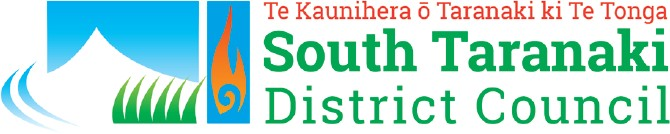 Te Kaunihera ō Taranaki ki Te Tonga
South Taranaki
District Council